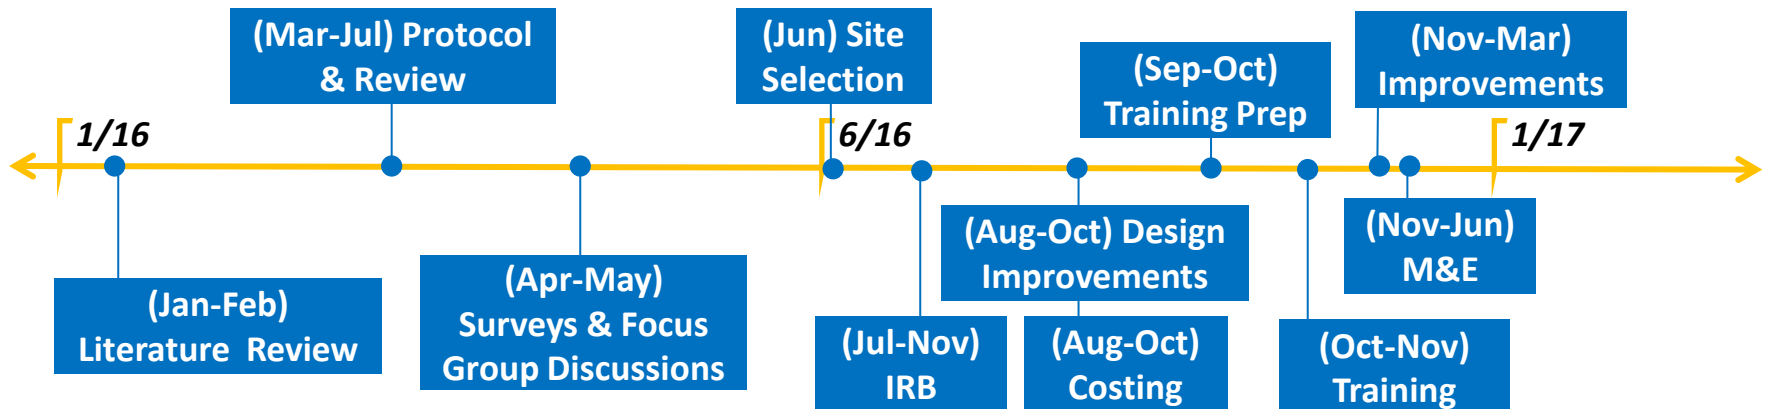 (Mar-Jul) Protocol
& Review
(Jun) Site
Selection
(Sep-Oct)
Training Prep
(Nov-Mar)
Improvements
1/16
6/16
1/17
(Jan-Feb)
Literature Review
(Apr-May)
Surveys & Focus
Group Discussions
(Jul-Nov)
IRB
(Aug-Oct) Design
Improvements
(Aug-Oct)
Costing
(Oct-Nov)
Training
(Nov-Jun)
M&E